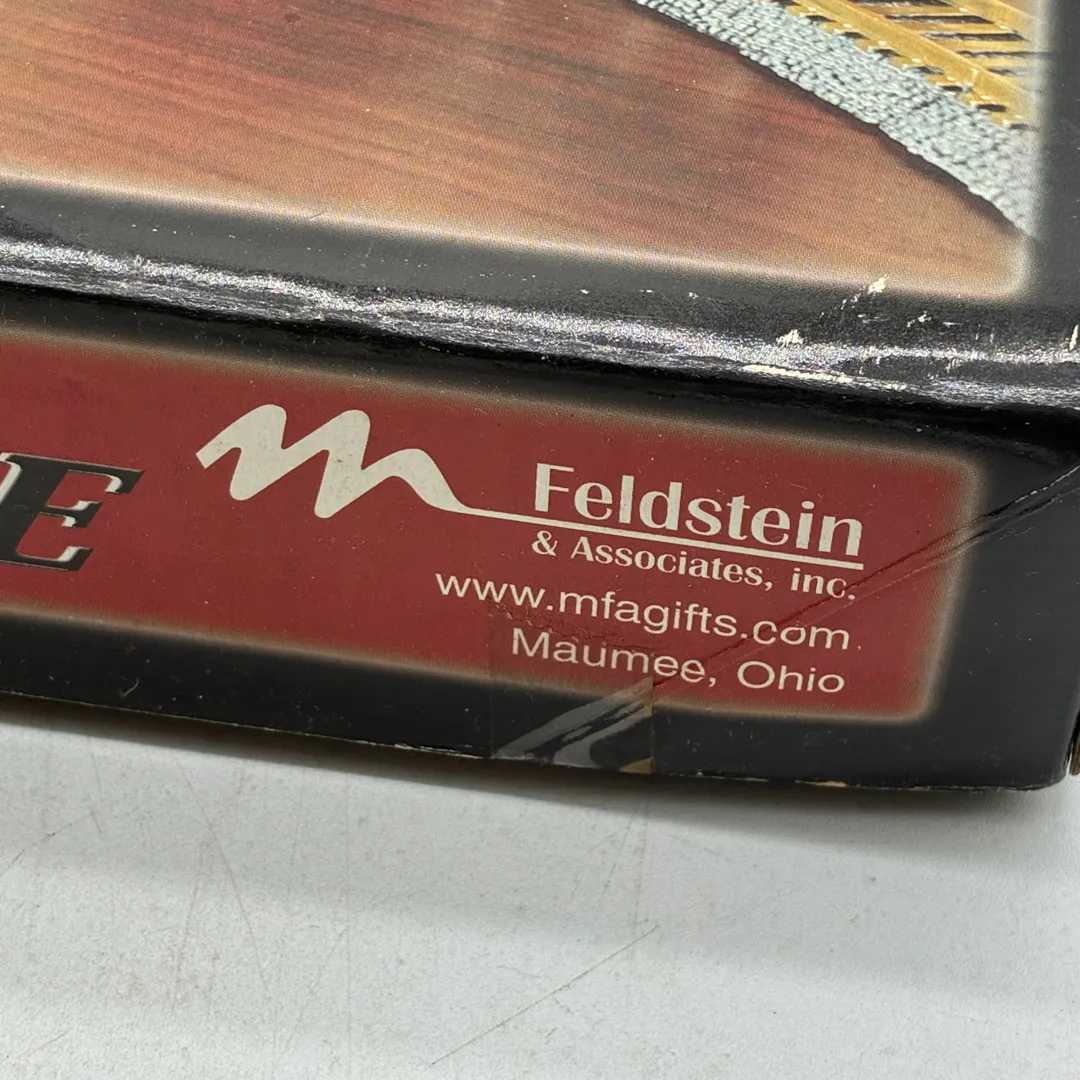 E
Feldstein
& Associates, inc.
www.mfagifts.com
Maumee, Ohio